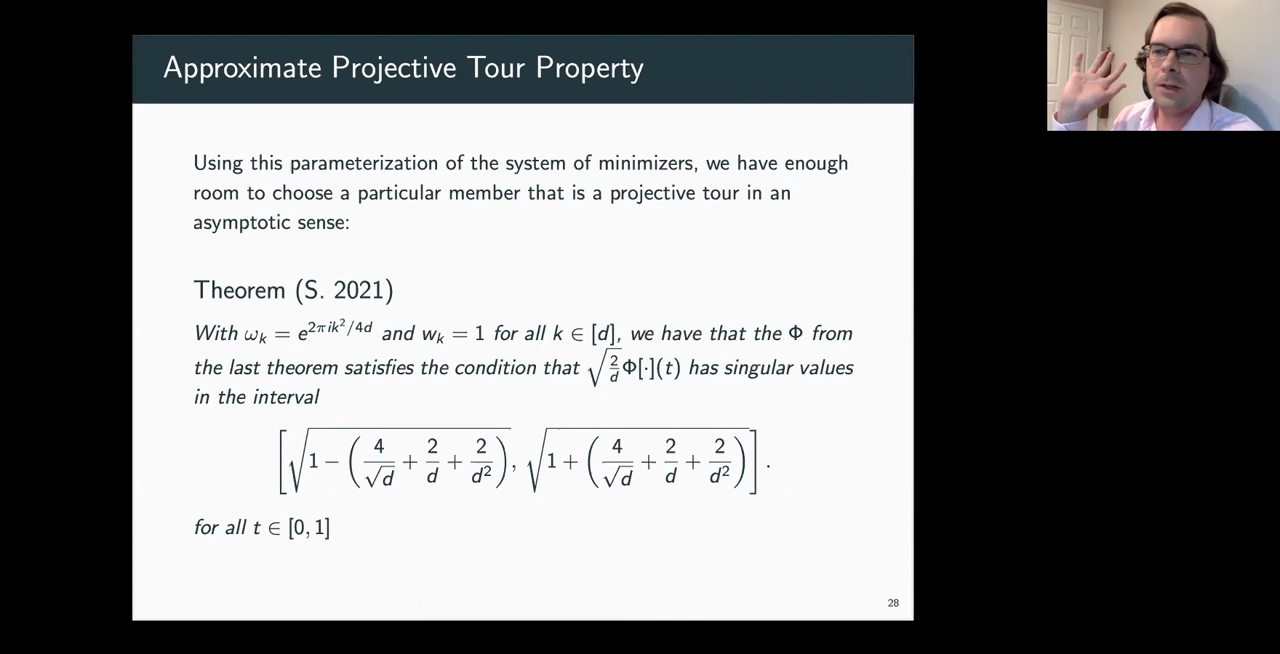 Approximate Projective Tour Property
Using this parameterization of the system of minimizers, we have enough
room to choose a particular member that is a projective tour in an
asymptotic sense:
Theorem (S. 2021)
With ω_k = e^{2πik²/4d} and w_k = 1 for all k ∈ [d], we have that the Φ from
the last theorem satisfies the condition that √(2/d) Φ[·](t) has singular values
in the interval
[√(1 − (4/√d + 2/d + 2/d²)), √(1 + (4/√d + 2/d + 2/d²))].
for all t ∈ [0, 1]
28